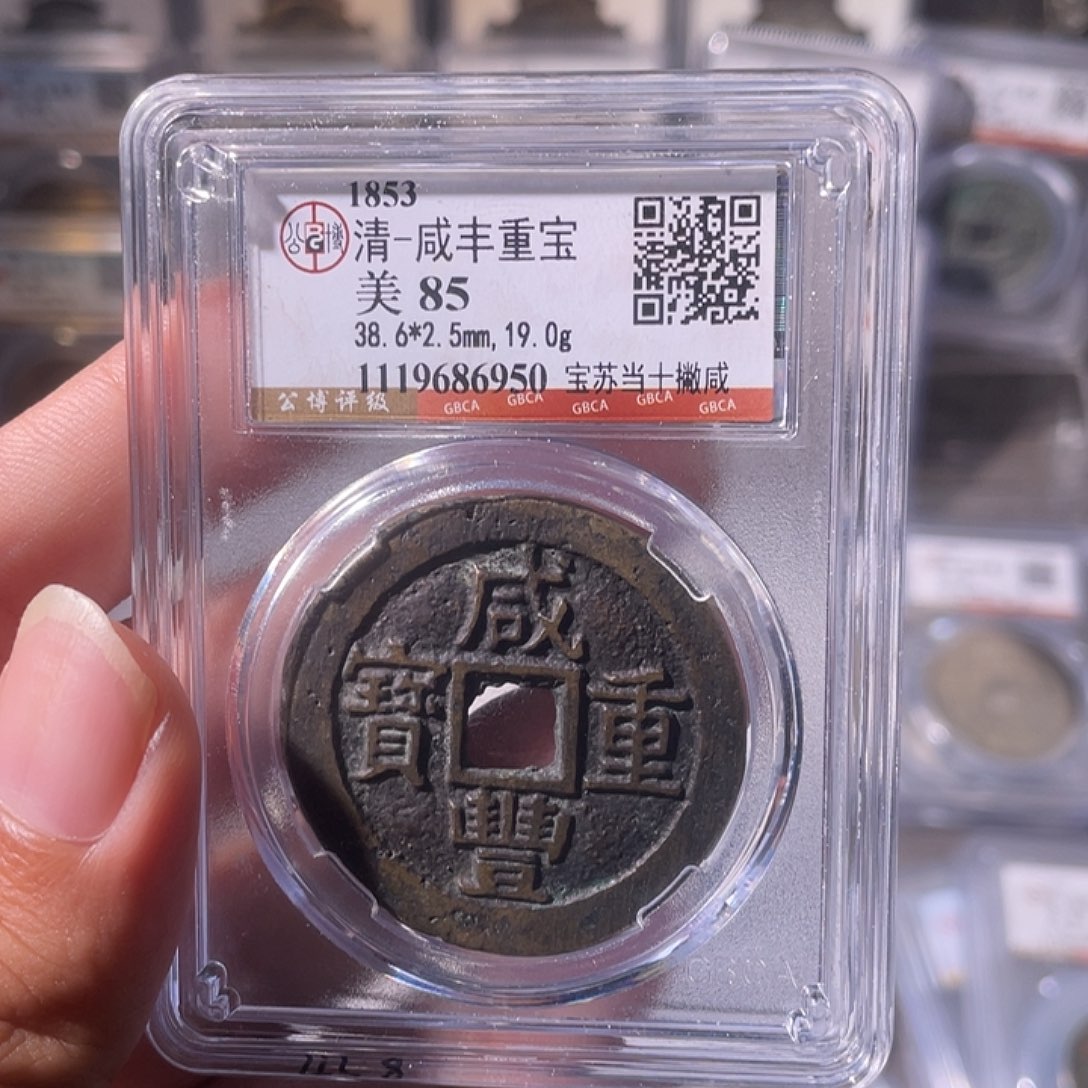 1853
清-咸丰重宝
美 85
38.6*2.5mm,19.0g
1119686950 宝苏当十撇咸
公博评级 GBCA GBCA GBCA GBCA GBCA
咸
寶 重
豐